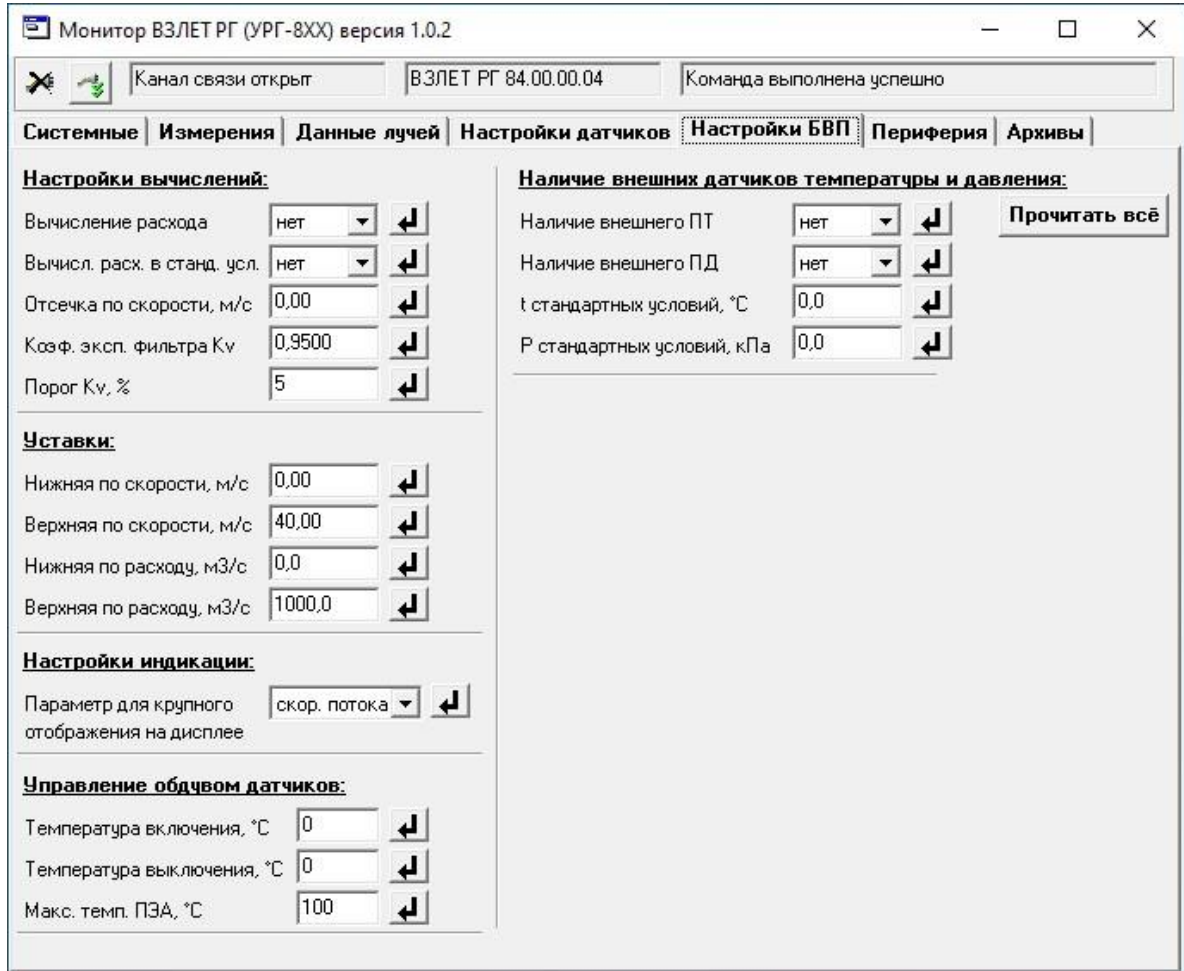 Монитор ВЗЛЕТ РГ (УРГ-8ХХ) версия 1.0.2
Канал связи открыт
ВЗЛЕТ РГ 84.00.00.04
Команда выполнена успешно
Системные
Измерения
Данные лучей
Настройки датчиков
Настройки БВП
Периферия
Архивы
Настройки вычислений:
Вычисление расхода нет
Вычисл. расх. в станд. усл. нет
Отсечка по скорости, м/с 0,00
Коэф. эксп. фильтра Kv 0,9500
Порог Kv, % 5
Уставки:
Нижняя по скорости, м/с 0,00
Верхняя по скорости, м/с 40,00
Нижняя по расходу, м3/с 0,0
Верхняя по расходу, м3/с 1000,0
Настройки индикации:
Параметр для крупного скор. потока
отображения на дисплее
Управление обдувом датчиков:
Температура включения, °С 0
Температура выключения, °С 0
Макс. темп. ПЭА, °С 100
Наличие внешних датчиков температуры и давления:
Наличие внешнего ПТ нет
Прочитать всё
Наличие внешнего ПД нет
t стандартных условий, °С 0,0
Р стандартных условий, кПа 0,0